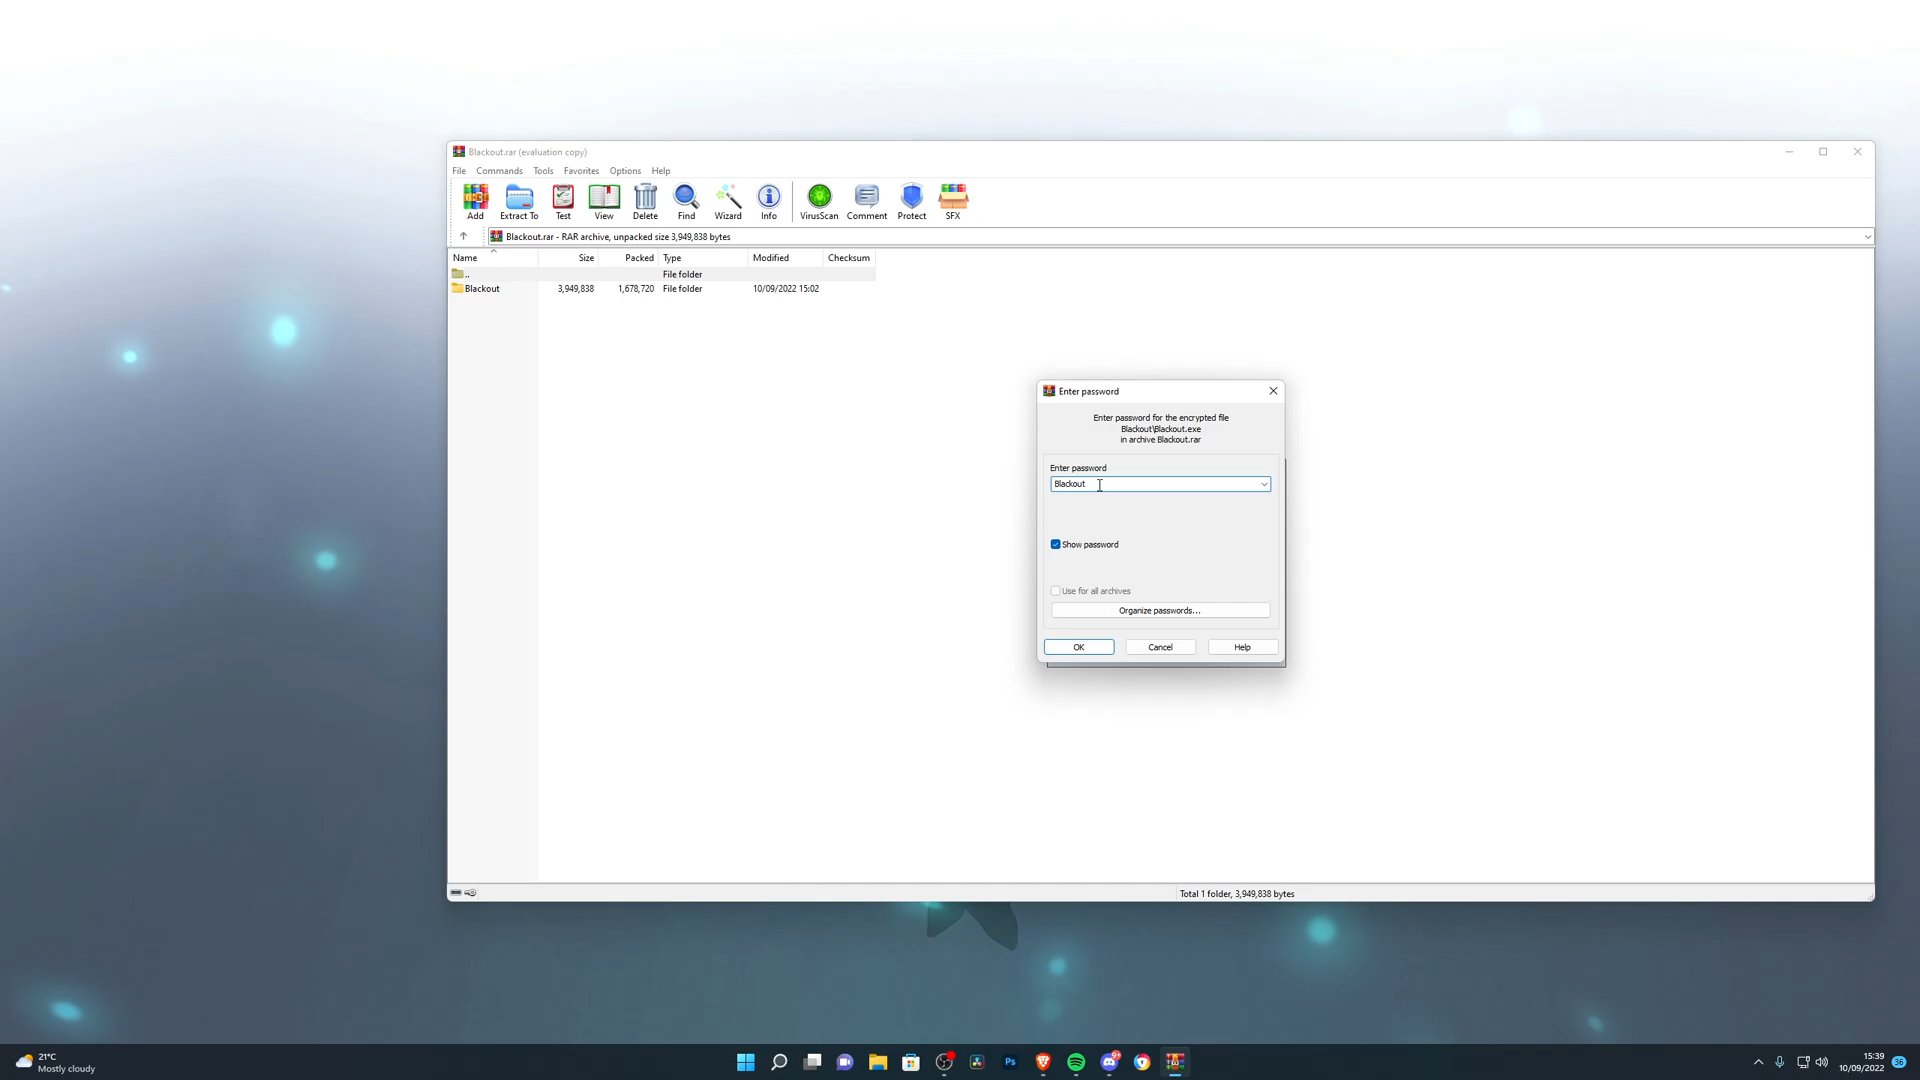 Blackout.rar (evaluation copy)
File Commands Tools Favorites Options Help
Add Extract To Test View Delete Find Wizard Info VirusScan Comment Protect SFX
Blackout.rar - RAR archive, unpacked size 3,949,838 bytes
Name Size Packed Type Modified Checksum
.. File folder
Blackout 3,949,838 1,678,720 File folder 10/09/2022 15:02
Enter password
Enter password for the encrypted file
Blackout\Blackout.exe
in archive Blackout.rar
Enter password
Blackout
Show password
Use for all archives
Organize passwords...
OK Cancel Help
Total 1 folder, 3,949,838 bytes
21°C
Mostly cloudy
Ps
15:39
10/09/2022
36